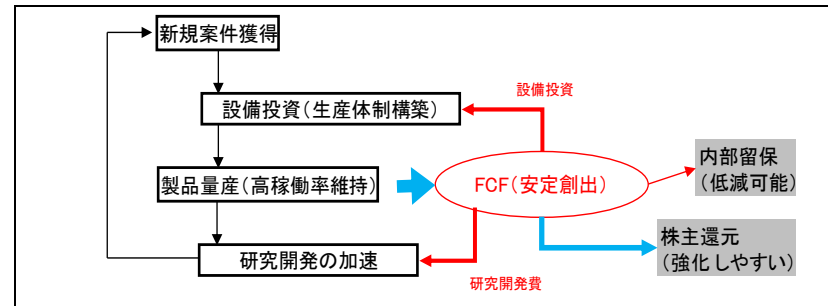 新規案件獲得
設備投資
設備投資(生産体制構築)
内部留保
(低減可能)
製品量産(高稼働率維持)
FCF(安定創出)
株主還元
(強化しやすい)
研究開発の加速
研究開発費